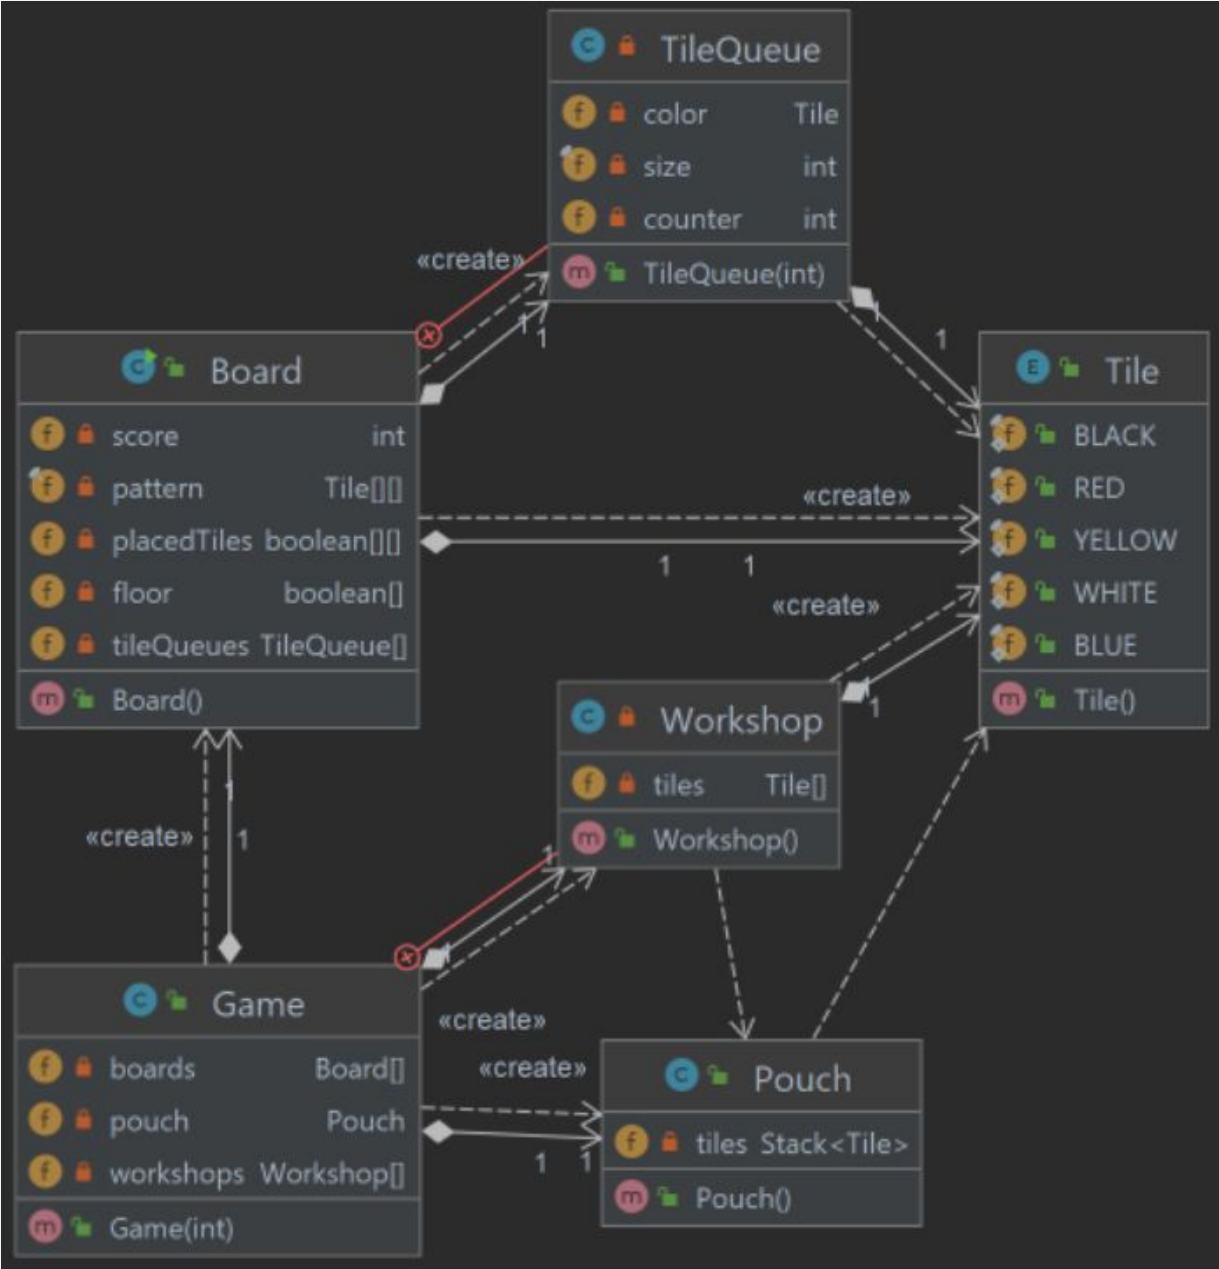 TileQueue
color Tile
size int
counter int
TileQueue(int)
«create»
1
1
1
1
Board
score int
pattern Tile[][]
placedTiles boolean[][]
floor boolean[]
tileQueues TileQueue[]
Board()
Tile
BLACK
RED
YELLOW
WHITE
BLUE
Tile()
«create»
1 1
«create»
1
1
Workshop
tiles Tile[]
Workshop()
«create»
1
1
1
1
Game
boards Board[]
pouch Pouch
workshops Workshop[]
Game(int)
«create»
«create»
1 1
Pouch
tiles Stack<Tile>
Pouch()